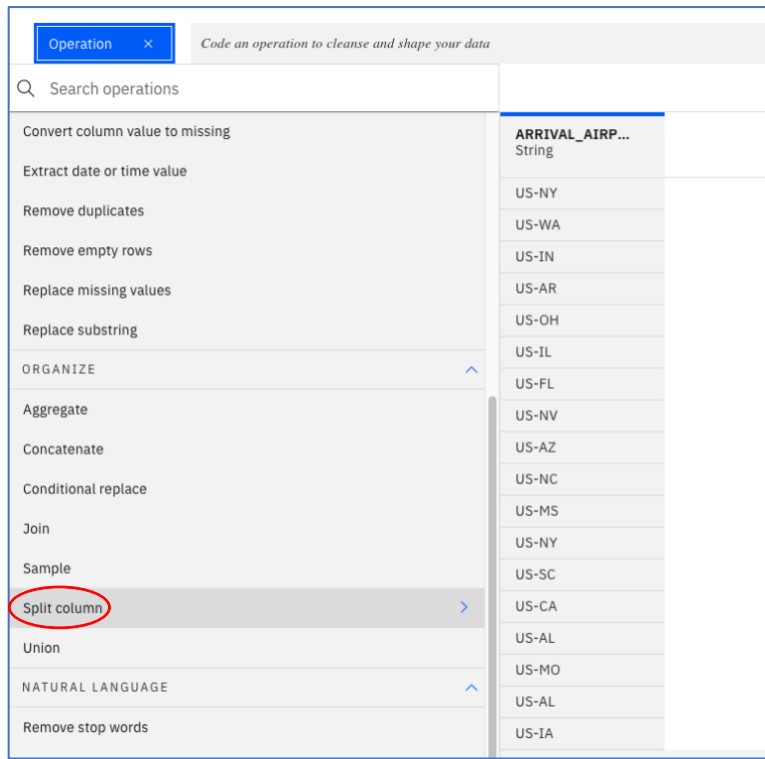 Operation ×
Code an operation to cleanse and shape your data
Search operations
Convert column value to missing
Extract date or time value
Remove duplicates
Remove empty rows
Replace missing values
Replace substring
ORGANIZE
Aggregate
Concatenate
Conditional replace
Join
Sample
Split column
Union
NATURAL LANGUAGE
Remove stop words
ARRIVAL_AIRP...
String
US-NY
US-WA
US-IN
US-AR
US-OH
US-IL
US-FL
US-NV
US-AZ
US-NC
US-MS
US-NY
US-SC
US-CA
US-AL
US-MO
US-AL
US-IA